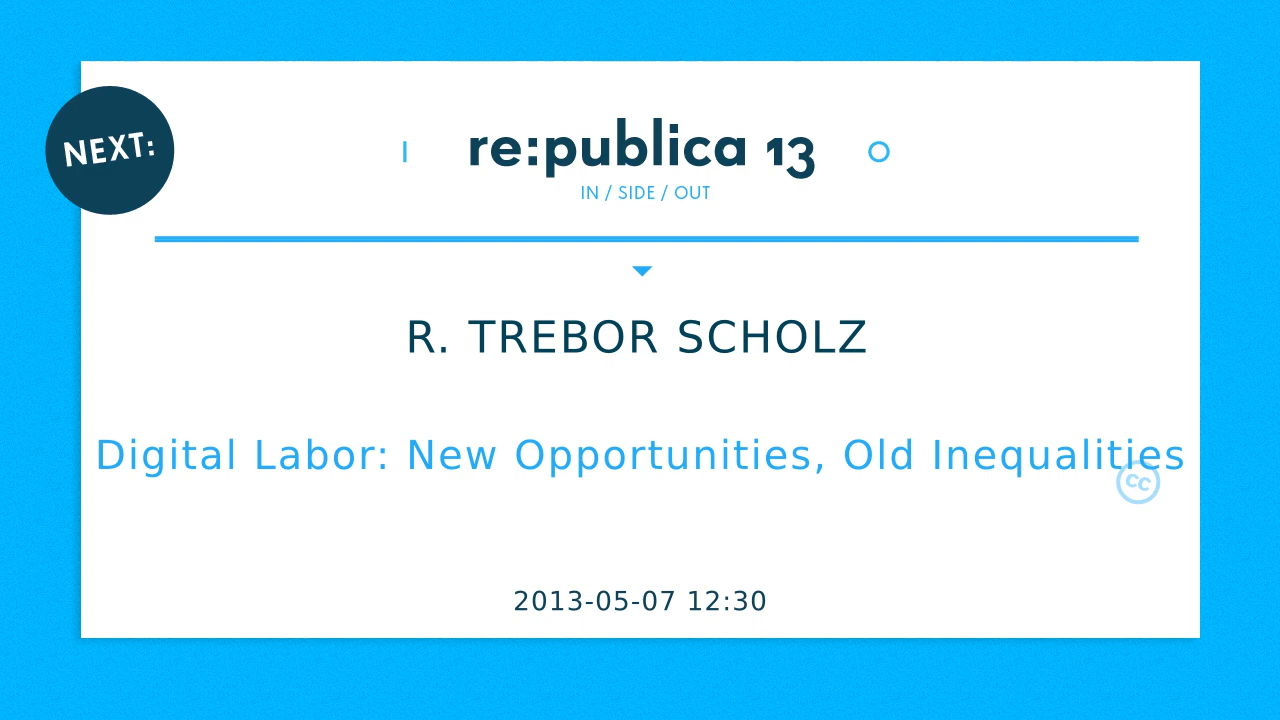 NEXT:
I re:publica 13 O
IN / SIDE / OUT
R. TREBOR SCHOLZ
Digital Labor: New Opportunities, Old Inequalities
cc
2013-05-07 12:30